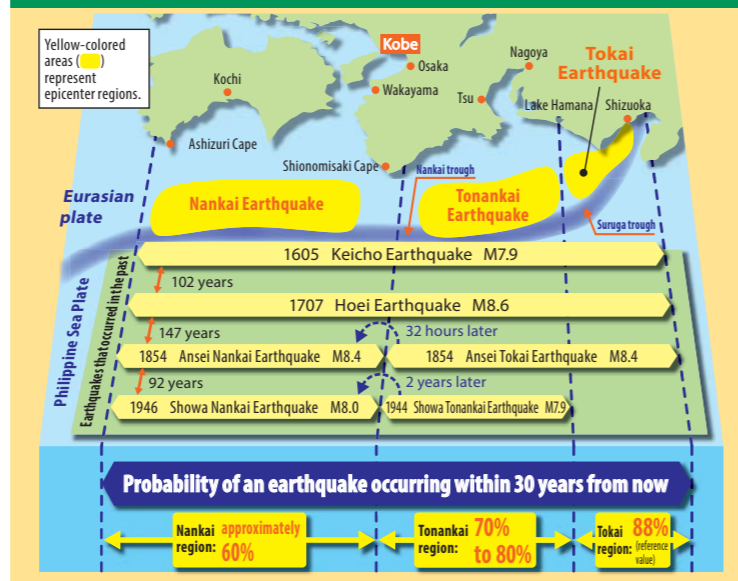 Yellow-colored
areas ( )
represent
epicenter regions.
Kobe
Osaka
Kochi
Wakayama
Nagoya
Tokai
Earthquake
Tsu
Lake Hamana
Shizuoka
Ashizuri Cape
Shionomisaki Cape
Nankai trough
Eurasian
plate
Nankai Earthquake
Tonankai
Earthquake
Suruga trough
Philippine Sea Plate
Earthquakes that occurred in the past
1605 Keicho Earthquake M7.9
102 years
1707 Hoei Earthquake M8.6
147 years
32 hours later
1854 Ansei Nankai Earthquake M8.4
1854 Ansei Tokai Earthquake M8.4
92 years
2 years later
1946 Showa Nankai Earthquake M8.0
1944 Showa Tonankai Earthquake M7.9
Probability of an earthquake occurring within 30 years from now
Nankai approximately
region: 60%
Tonankai 70%
region: to 80%
Tokai 88%
region: (reference
value)